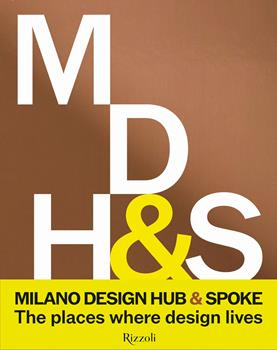 M
D
H&S
MILANO DESIGN HUB & SPOKE
The places where design lives
Rizzoli